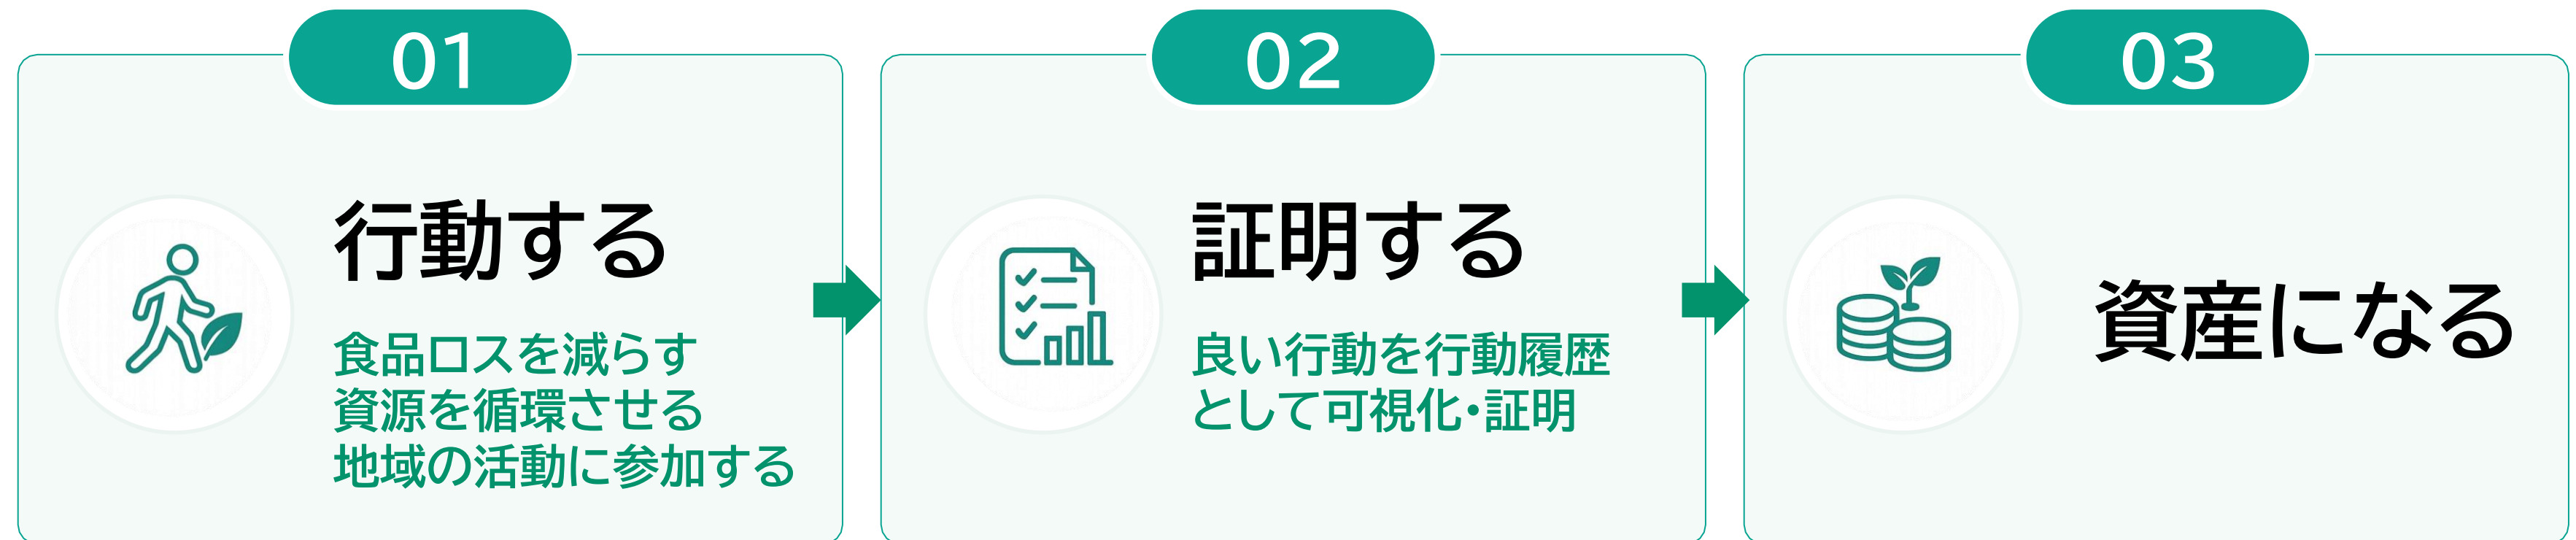 01
行動する
食品ロスを減らす
資源を循環させる
地域の活動に参加する
02
証明する
良い行動を行動履歴
として可視化・証明
03
資産になる